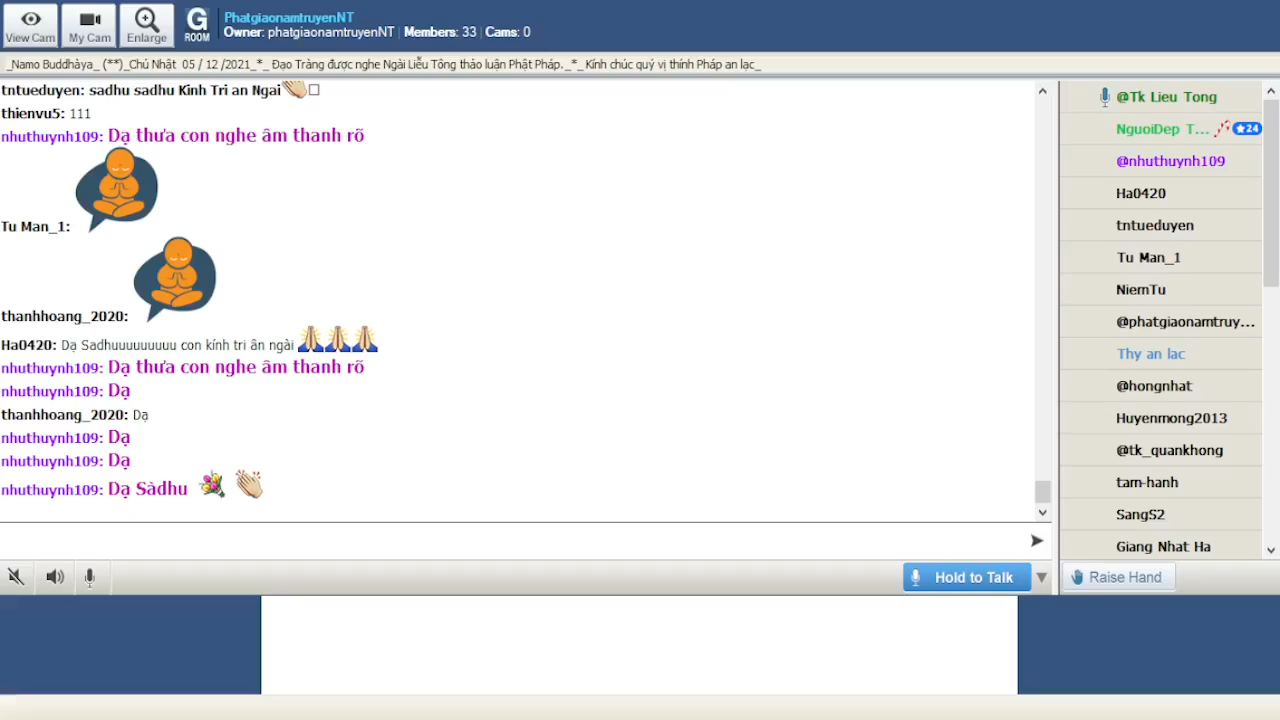 View Cam
My Cam
Enlarge
G
ROOM
PhatgiaonamtruyenNT
Owner: phatgiaonamtruyenNT | Members: 33 | Cams: 0
_Namo Buddhàya_ (**)_Chủ Nhật 05 / 12 /2021_*_ Đạo Tràng được nghe Ngài Liễu Tông thảo luận Phật Pháp._*_Kính chúc quý vị thính Pháp an lạc_
tntueduyen: sadhu sadhu Kinh Tri an Ngai
thienvu5: 111
nhuthuynh109: Dạ thưa con nghe âm thanh rõ
Tu Man_1:
thanhhoang_2020:
Ha0420: Dạ Sadhuuuuuuuuu con kính tri ân ngài
nhuthuynh109: Dạ thưa con nghe âm thanh rõ
nhuthuynh109: Dạ
thanhhoang_2020: Dạ
nhuthuynh109: Dạ
nhuthuynh109: Dạ
nhuthuynh109: Dạ Sàdhu
@Tk Lieu Tong
NguoiDep T... 24
@nhuthuynh109
Ha0420
tntueduyen
Tu Man_1
NiemTu
@phatgiaonamtruy...
Thy an lac
@hongnhat
Huyenmong2013
@tk_quankhong
tam-hanh
SangS2
Giang Nhat Ha
Hold to Talk
Raise Hand